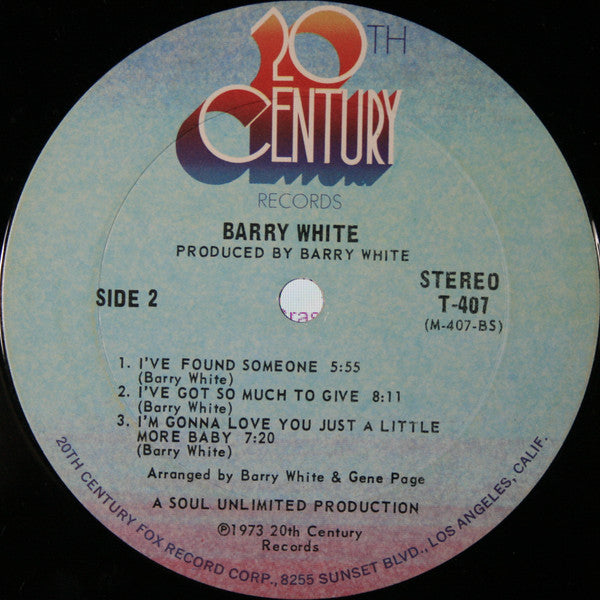 20TH
CENTURY
RECORDS
BARRY WHITE
PRODUCED BY BARRY WHITE
SIDE 2
STEREO
T-407
(M-407-BS)
1. I'VE FOUND SOMEONE 5:55
(Barry White)
2. I'VE GOT SO MUCH TO GIVE 8:11
(Barry White)
3. I'M GONNA LOVE YOU JUST A LITTLE
MORE BABY 7:20
(Barry White)
Arranged by Barry White & Gene Page
A SOUL UNLIMITED PRODUCTION
℗1973 20th Century
Records
20TH CENTURY FOX RECORD CORP., 8255 SUNSET BLVD., LOS ANGELES, CALIF.